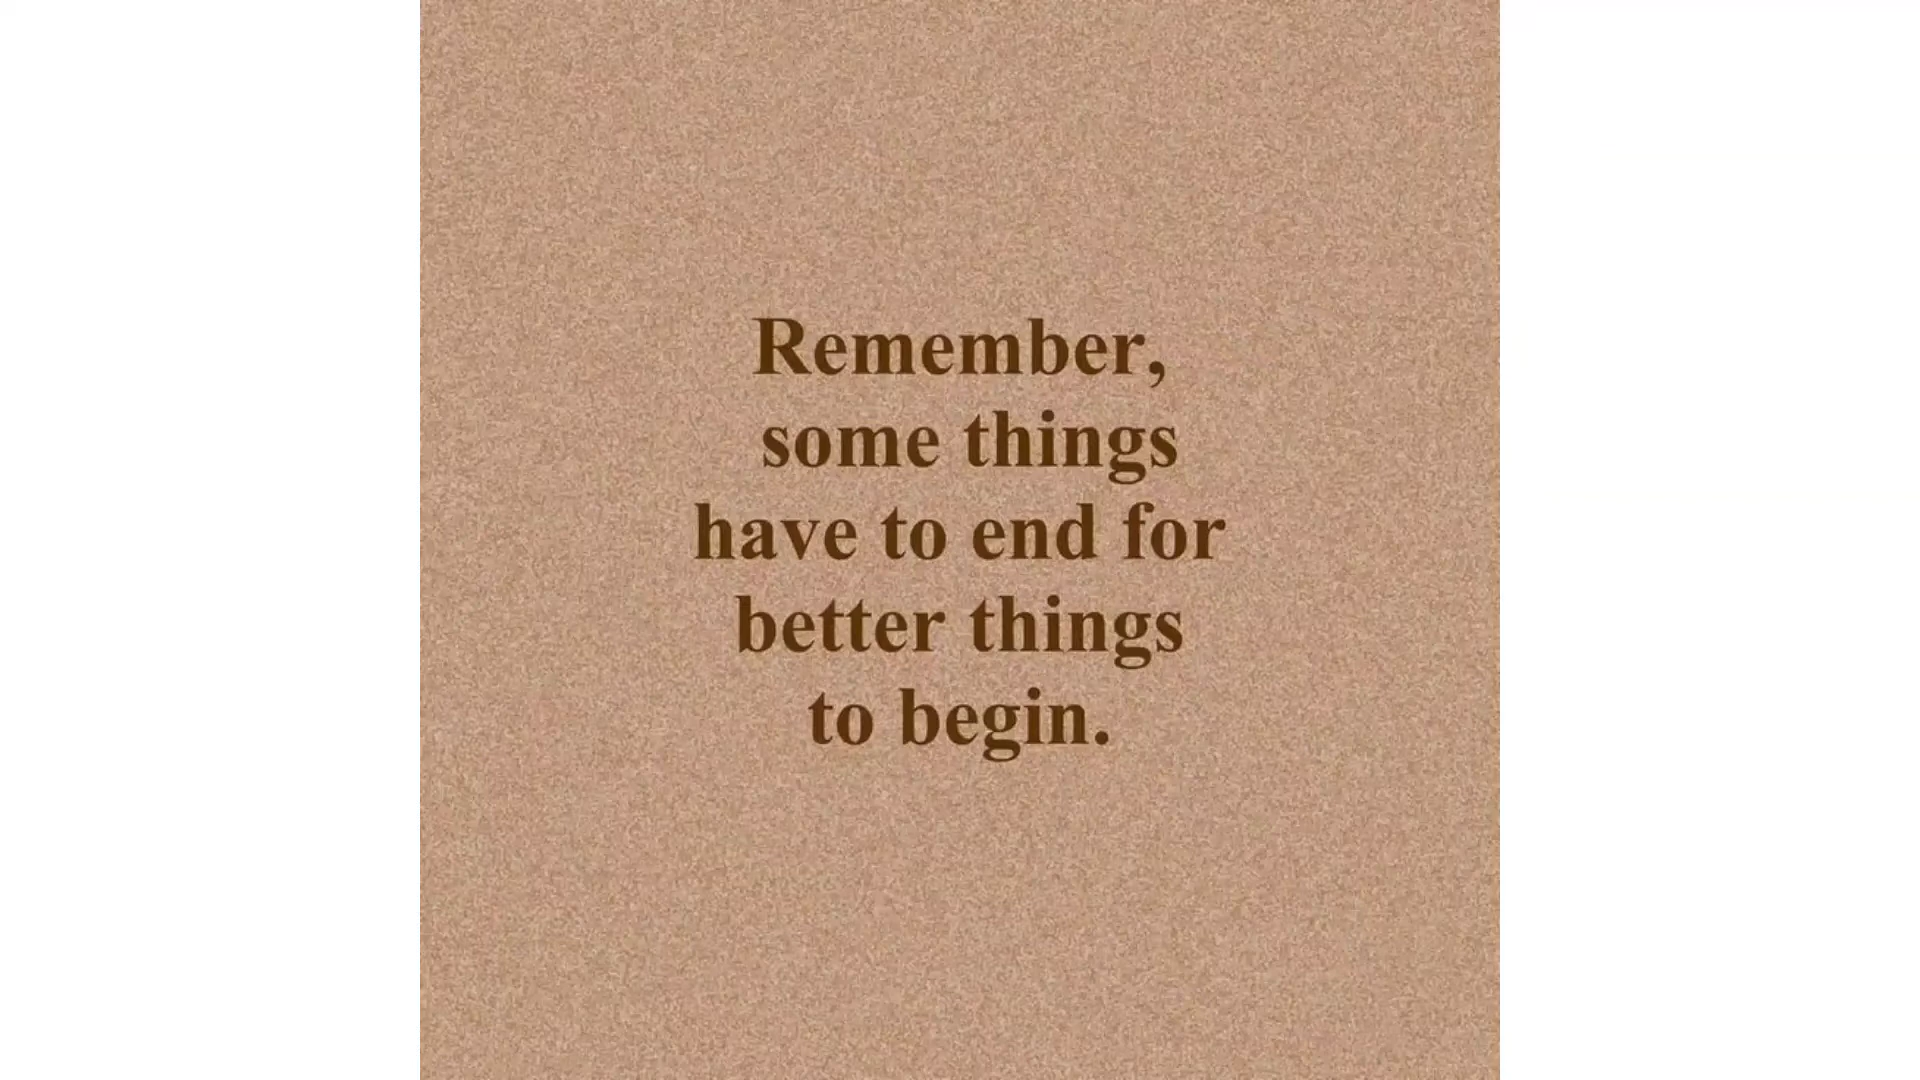 Remember,
some things
have to end for
better things
to begin.